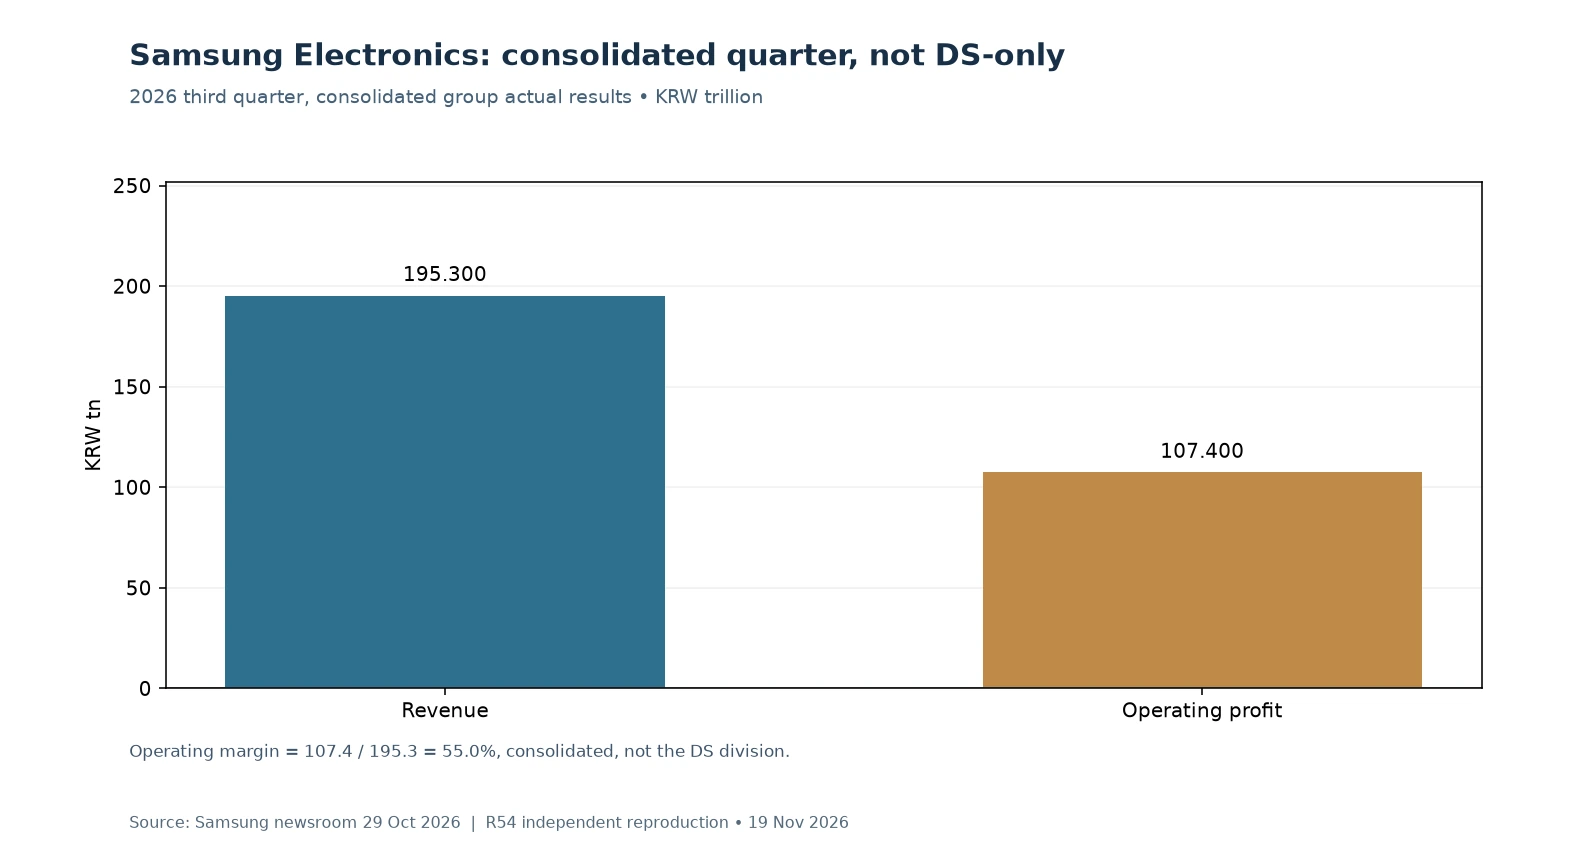 Samsung Electronics: consolidated quarter, not DS-only
2026 third quarter, consolidated group actual results • KRW trillion
250
200
150
100
50
0
KRW tn
195.300
107.400
Revenue
Operating profit
Operating margin = 107.4 / 195.3 = 55.0%, consolidated, not the DS division.
Source: Samsung newsroom 29 Oct 2026 | R54 independent reproduction • 19 Nov 2026